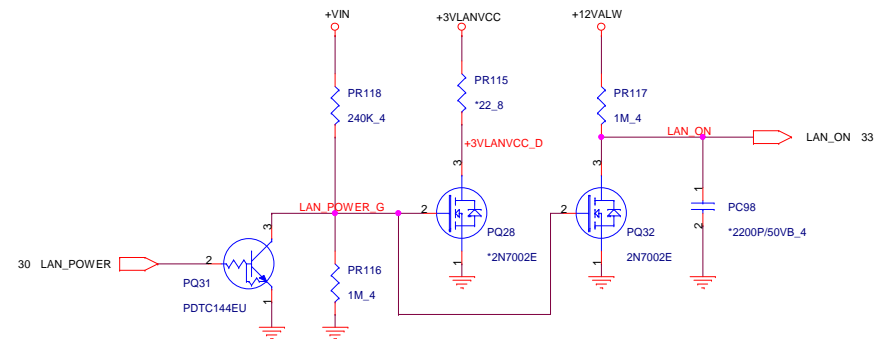 +VIN
+3VLANVCC
+12VALW
PR118
240K_4
PR115
*22_8
PR117
1M_4
+3VLANVCC_D
LAN_ON
LAN_ON 33
3
3
LAN_POWER_G
2
2
1
PC98
2
*2200P/50VB_4
3
PQ28
*2N7002E
PQ32
2N7002E
30 LAN_POWER
2
PQ31
PDTC144EU
1
PR116
1M_4
1
1